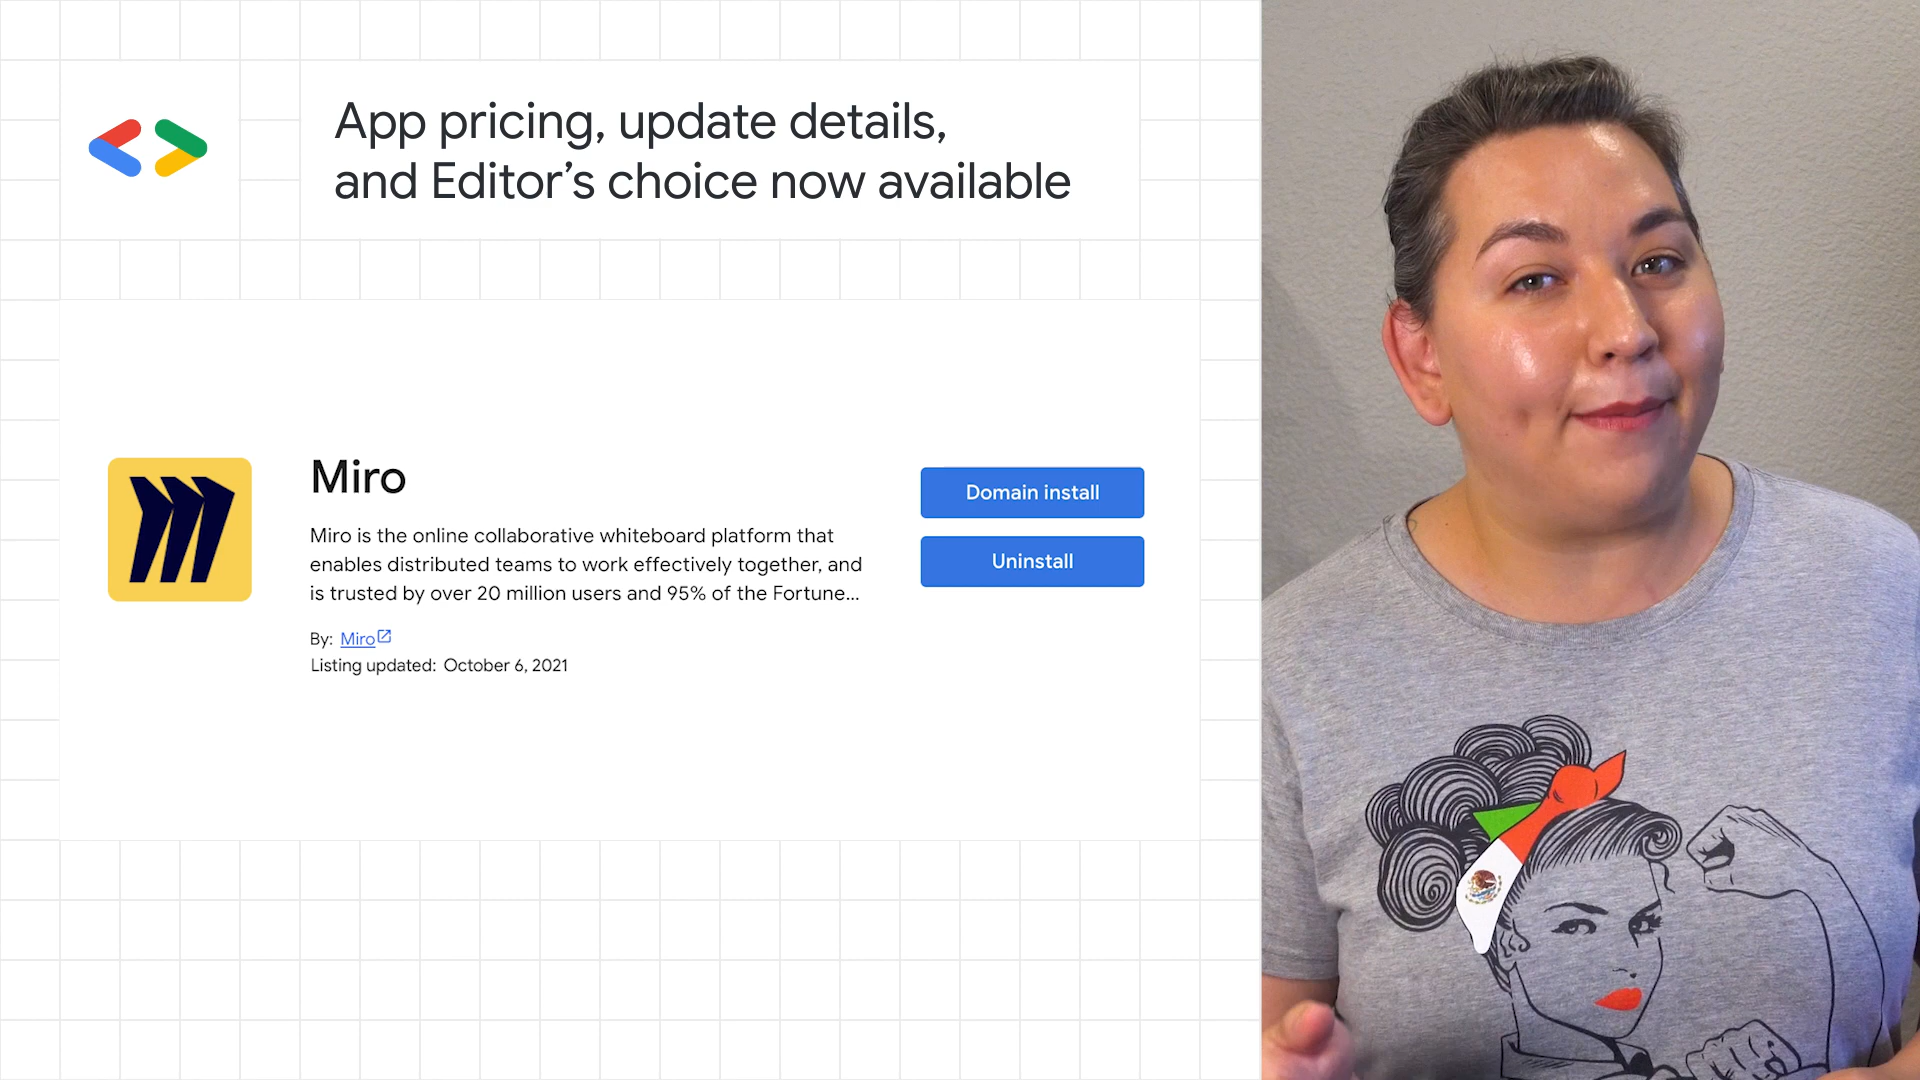 App pricing, update details,
and Editor’s choice now available
Miro
Miro is the online collaborative whiteboard platform that
enables distributed teams to work effectively together, and
is trusted by over 20 million users and 95% of the Fortune...
By: Miro
Listing updated: October 6, 2021
Domain install
Uninstall